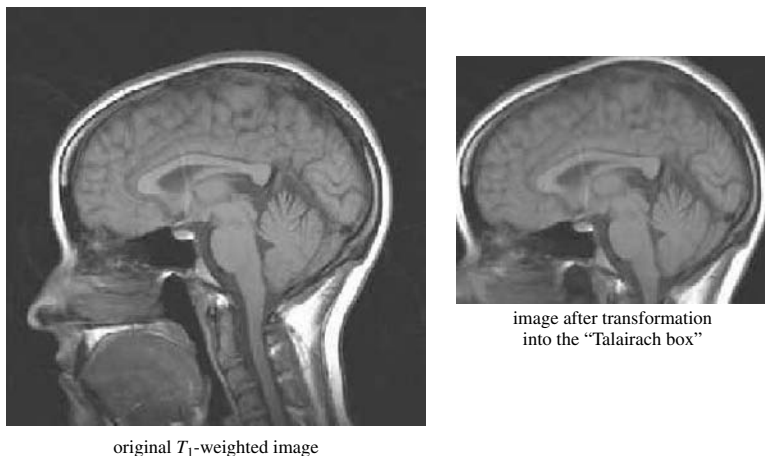 original T₁-weighted image
image after transformation
into the “Talairach box”